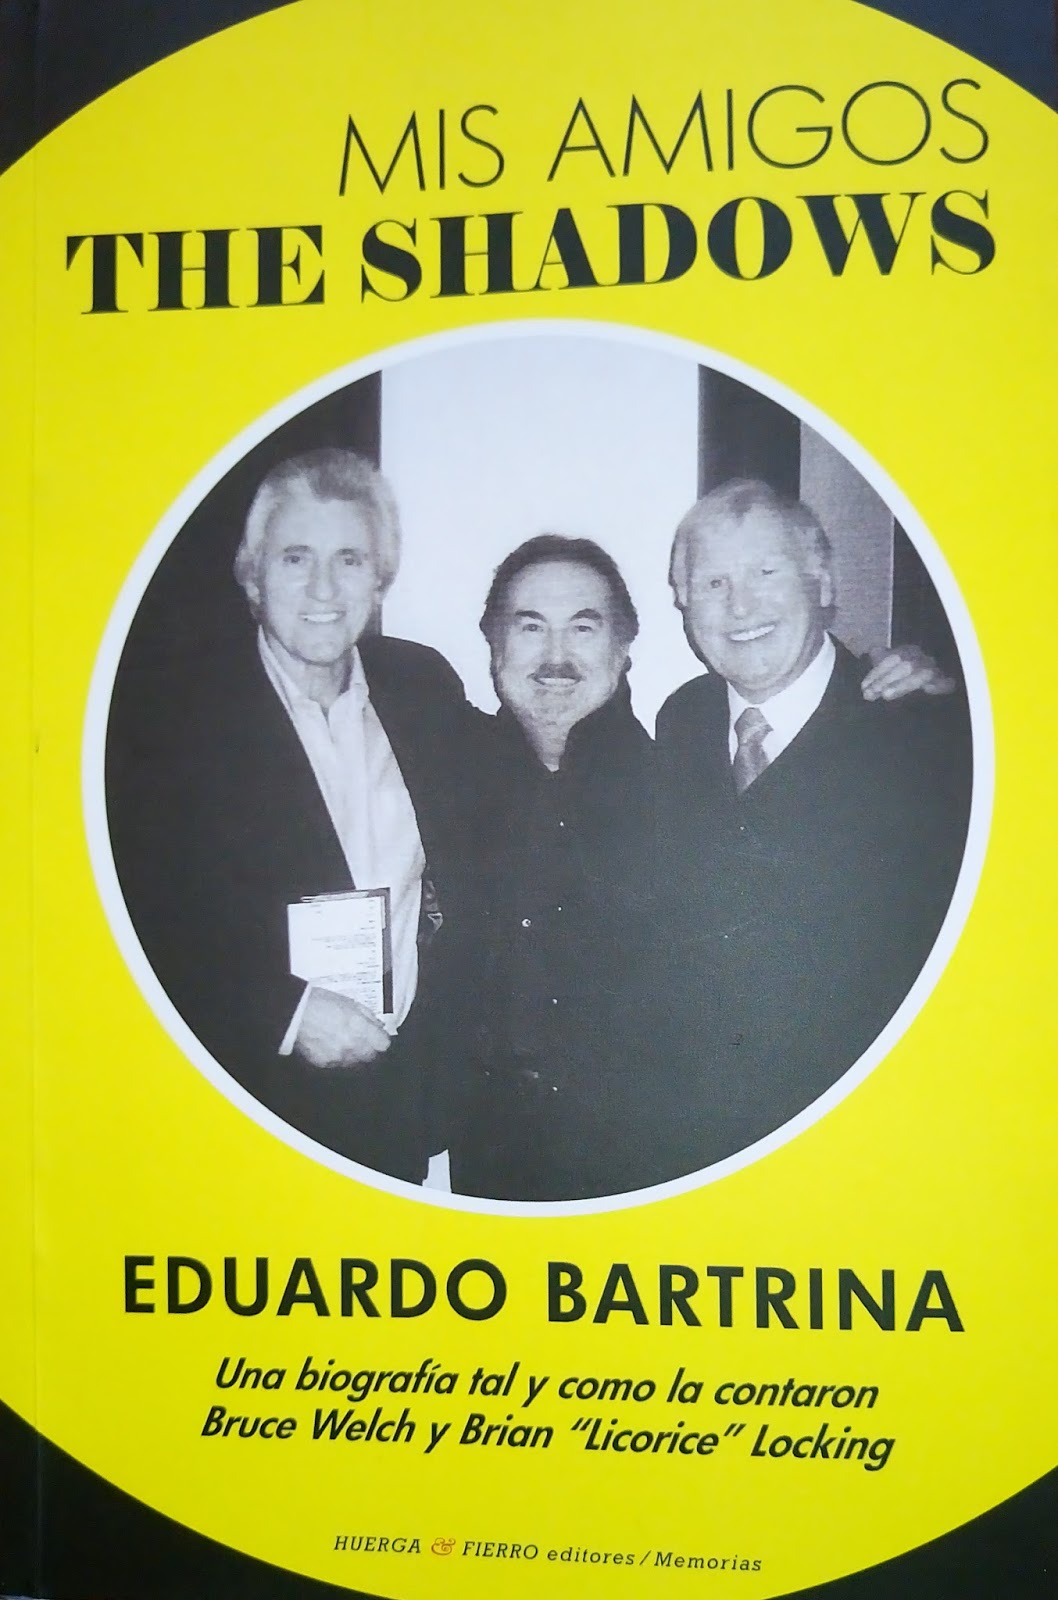 MIS AMIGOS
THE SHADOWS
EDUARDO BARTRINA
Una biografía tal y como la contaron
Bruce Welch y Brian “Licorice” Locking
HUERGA & FIERRO editores / Memorias